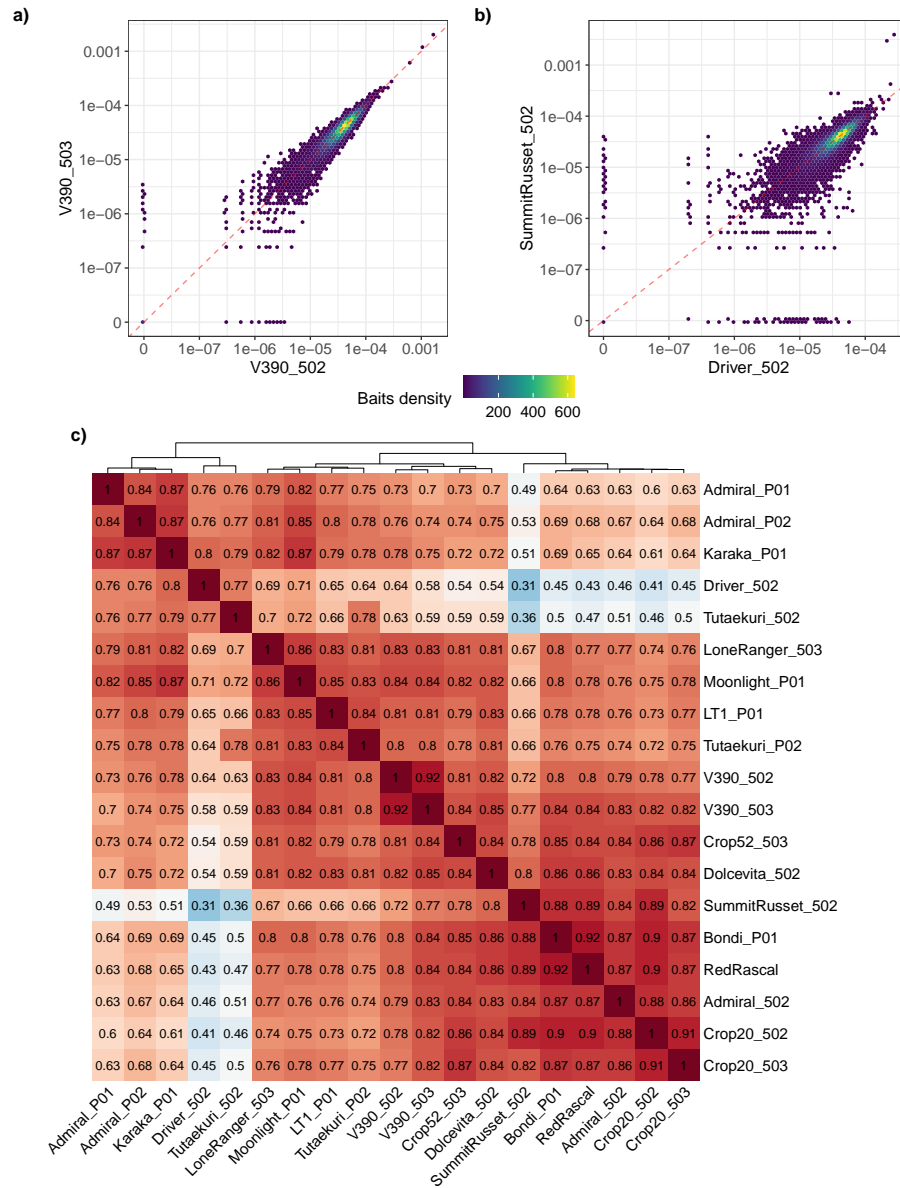 a)
b)
0.001
1e-04
1e-05
1e-06
1e-07
0
V390_503
0 1e-07 1e-06 1e-05 1e-04 0.001
V390_502
0.001
1e-04
1e-05
1e-06
1e-07
0
SummitRusset_502
0 1e-07 1e-06 1e-05 1e-04
Driver_502
Baits density
200 400 600
c)
1 0.84 0.87 0.76 0.76 0.79 0.82 0.77 0.75 0.73 0.7 0.73 0.7 0.49 0.64 0.63 0.63 0.6 0.63 Admiral_P01
0.84 1 0.87 0.76 0.77 0.81 0.85 0.8 0.78 0.76 0.74 0.74 0.75 0.53 0.69 0.68 0.67 0.64 0.68 Admiral_P02
0.87 0.87 1 0.8 0.79 0.82 0.87 0.79 0.78 0.78 0.75 0.72 0.72 0.51 0.69 0.65 0.64 0.61 0.64 Karaka_P01
0.76 0.76 0.8 1 0.77 0.69 0.71 0.65 0.64 0.64 0.58 0.54 0.54 0.31 0.45 0.43 0.46 0.41 0.45 Driver_502
0.76 0.77 0.79 0.77 1 0.7 0.72 0.66 0.78 0.63 0.59 0.59 0.59 0.36 0.5 0.47 0.51 0.46 0.5 Tutaekuri_502
0.79 0.81 0.82 0.69 0.7 1 0.86 0.83 0.81 0.83 0.83 0.81 0.81 0.67 0.8 0.77 0.77 0.74 0.76 LoneRanger_503
0.82 0.85 0.87 0.71 0.72 0.86 1 0.85 0.83 0.84 0.84 0.82 0.82 0.66 0.8 0.78 0.76 0.75 0.78 Moonlight_P01
0.77 0.8 0.79 0.65 0.66 0.83 0.85 1 0.84 0.81 0.81 0.79 0.83 0.66 0.78 0.78 0.76 0.73 0.77 LT1_P01
0.75 0.78 0.78 0.64 0.78 0.81 0.83 0.84 1 0.8 0.8 0.78 0.81 0.66 0.76 0.75 0.74 0.72 0.75 Tutaekuri_P02
0.73 0.76 0.78 0.64 0.63 0.83 0.84 0.81 0.8 1 0.92 0.81 0.82 0.72 0.8 0.8 0.79 0.78 0.77 V390_502
0.7 0.74 0.75 0.58 0.59 0.83 0.84 0.81 0.8 0.92 1 0.84 0.85 0.77 0.84 0.84 0.83 0.82 0.82 V390_503
0.73 0.74 0.72 0.54 0.59 0.81 0.82 0.79 0.78 0.81 0.84 1 0.84 0.78 0.85 0.84 0.84 0.86 0.87 Crop52_503
0.7 0.75 0.72 0.54 0.59 0.81 0.82 0.83 0.81 0.82 0.85 0.84 1 0.8 0.86 0.86 0.83 0.84 0.82 Dolcevita_502
0.49 0.53 0.51 0.31 0.36 0.67 0.66 0.66 0.66 0.72 0.77 0.78 0.8 1 0.88 0.89 0.84 0.89 0.82 SummitRusset_502
0.64 0.69 0.69 0.45 0.5 0.8 0.8 0.78 0.76 0.8 0.84 0.85 0.86 0.88 1 0.92 0.87 0.9 0.87 Bondi_P01
0.63 0.68 0.65 0.43 0.47 0.77 0.78 0.78 0.75 0.8 0.84 0.84 0.86 0.89 0.92 1 0.87 0.9 0.87 RedRascal
0.63 0.67 0.64 0.46 0.51 0.77 0.76 0.76 0.74 0.79 0.83 0.84 0.83 0.84 0.87 0.87 1 0.88 0.86 Admiral_502
0.6 0.64 0.61 0.41 0.46 0.74 0.75 0.73 0.72 0.78 0.82 0.86 0.84 0.89 0.9 0.9 0.88 1 0.91 Crop20_502
0.63 0.68 0.64 0.45 0.5 0.76 0.78 0.77 0.75 0.77 0.82 0.87 0.82 0.82 0.87 0.87 0.86 0.91 1 Crop20_503
Admiral_P01
Admiral_P02
Karaka_P01
Driver_502
Tutaekuri_502
LoneRanger_503
Moonlight_P01
LT1_P01
Tutaekuri_P02
V390_502
V390_503
Crop52_503
Dolcevita_502
SummitRusset_502
Bondi_P01
RedRascal
Admiral_502
Crop20_502
Crop20_503